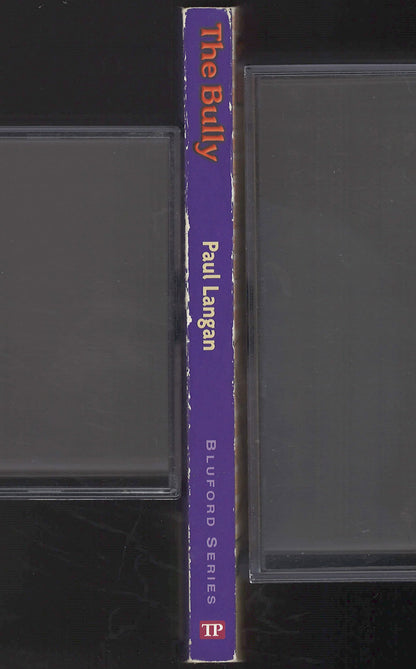 The Bully
Paul Langan
BLUFORD SERIES
TP